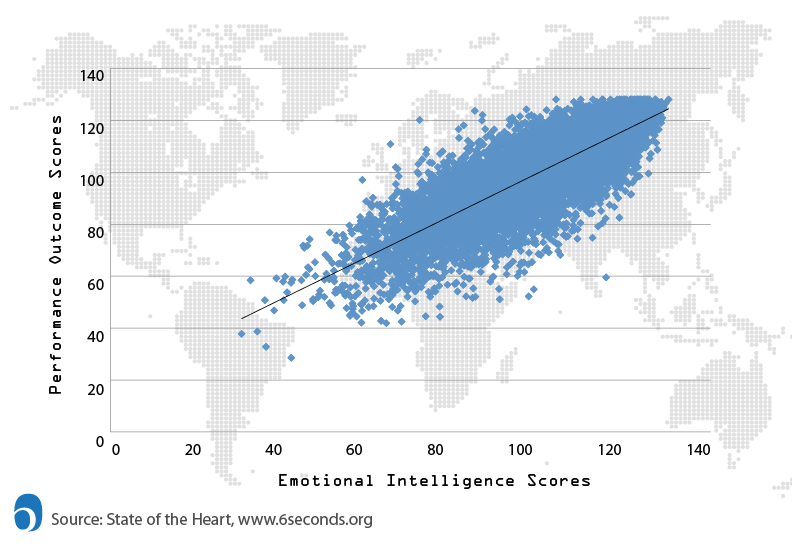 140
120
100
80
60
40
20
0
Performance Outcome Scores
0 20 40 60 80 100 120 140
Emotional Intelligence Scores
Source: State of the Heart, www.6seconds.org